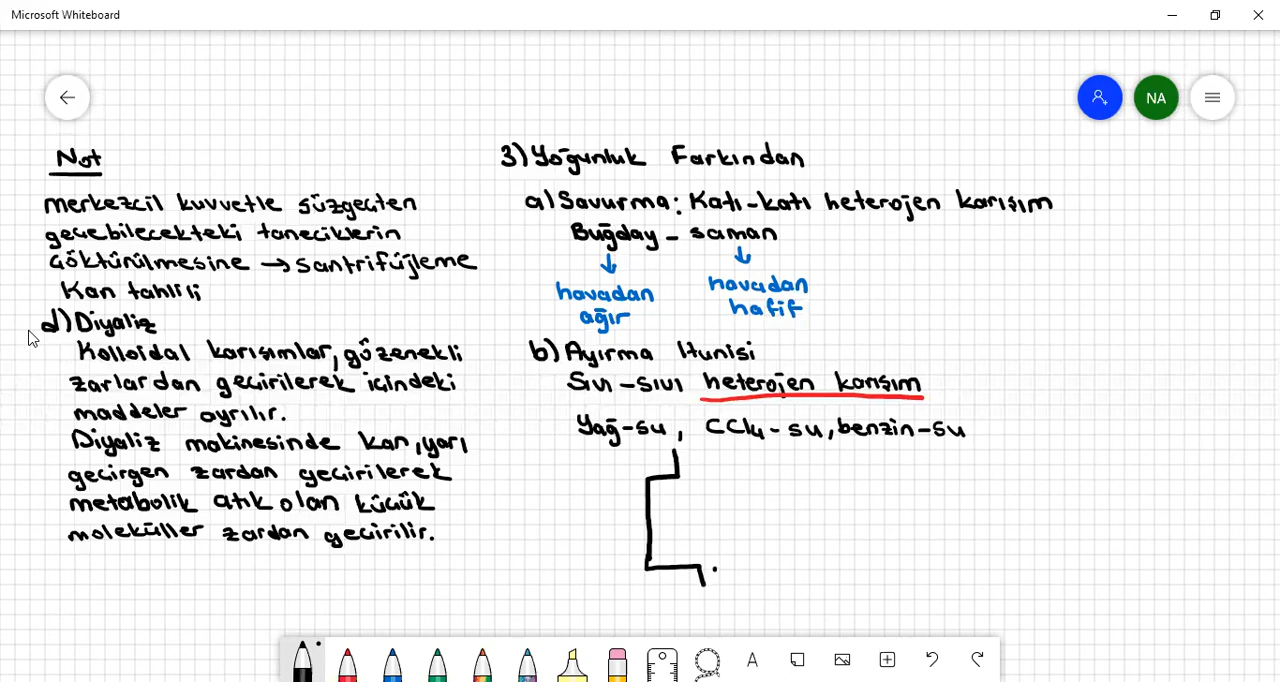 Microsoft Whiteboard
NA
Not
merkezcil kuvvetle süzgeçten
geçebilecekteki taneciklerin
çöktürülmesine → santrifüjleme
Kan tahlili
d) Diyaliz
Kolloidal karışımlar, gözenekli
zarlardan geçirilerek içindeki
maddeler ayrılır.
Diyaliz makinesinde kan, yarı
geçirgen zardan geçirilerek
metabolik atık olan küçük
moleküller zardan geçirilir.
3) Yoğunluk Farkından
a) Savurma: Katı-katı heterojen karışım
Buğday - saman
↓ ↓
havadan ağır
havadan hafif
b) Ayırma Hunisi
Sıvı-sıvı heterojen karışım
Yağ-su, CCl4-su, benzin-su
A